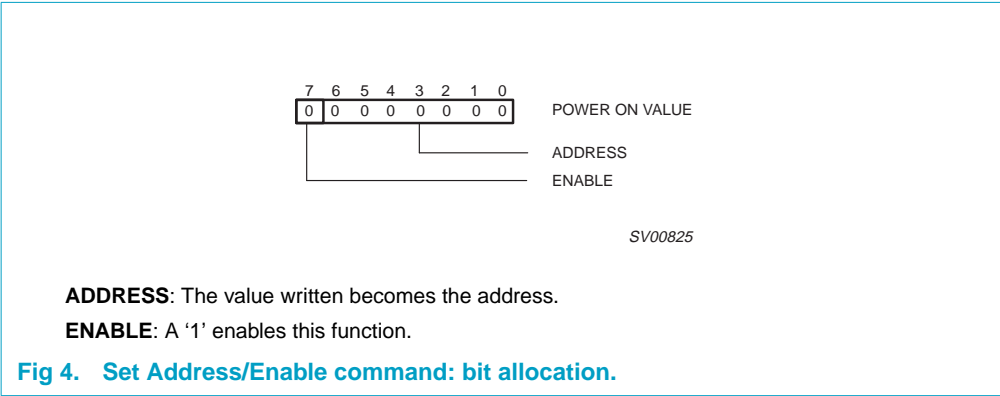 7 6 5 4 3 2 1 0
0 0 0 0 0 0 0 0 POWER ON VALUE
ADDRESS
ENABLE
SV00825
ADDRESS: The value written becomes the address.
ENABLE: A ‘1’ enables this function.
Fig 4. Set Address/Enable command: bit allocation.